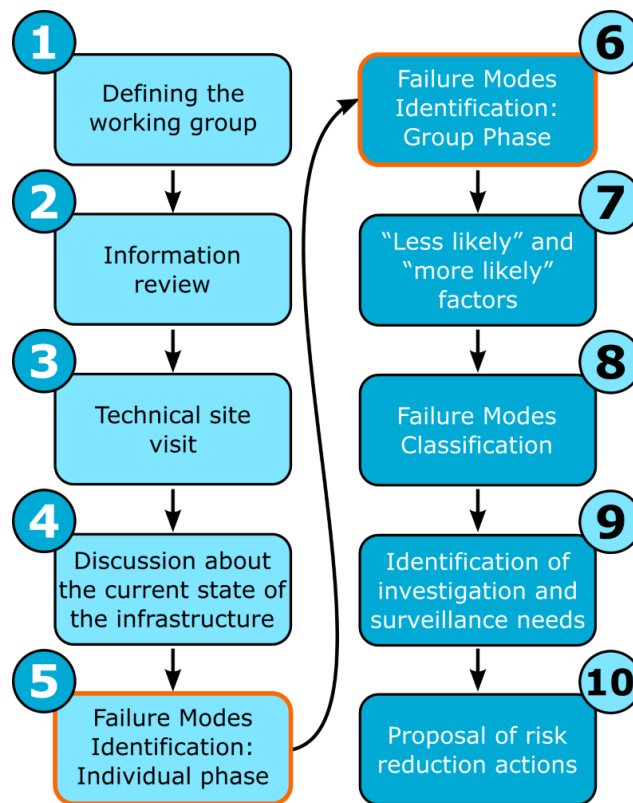 1
Defining the
working group
2
Information
review
3
Technical site
visit
4
Discussion about
the current state of
the infrastructure
5
Failure Modes
Identification:
Individual phase
6
Failure Modes
Identification:
Group Phase
7
“Less likely” and
“more likely”
factors
8
Failure Modes
Classification
9
Identification of
investigation and
surveillance needs
10
Proposal of risk
reduction actions